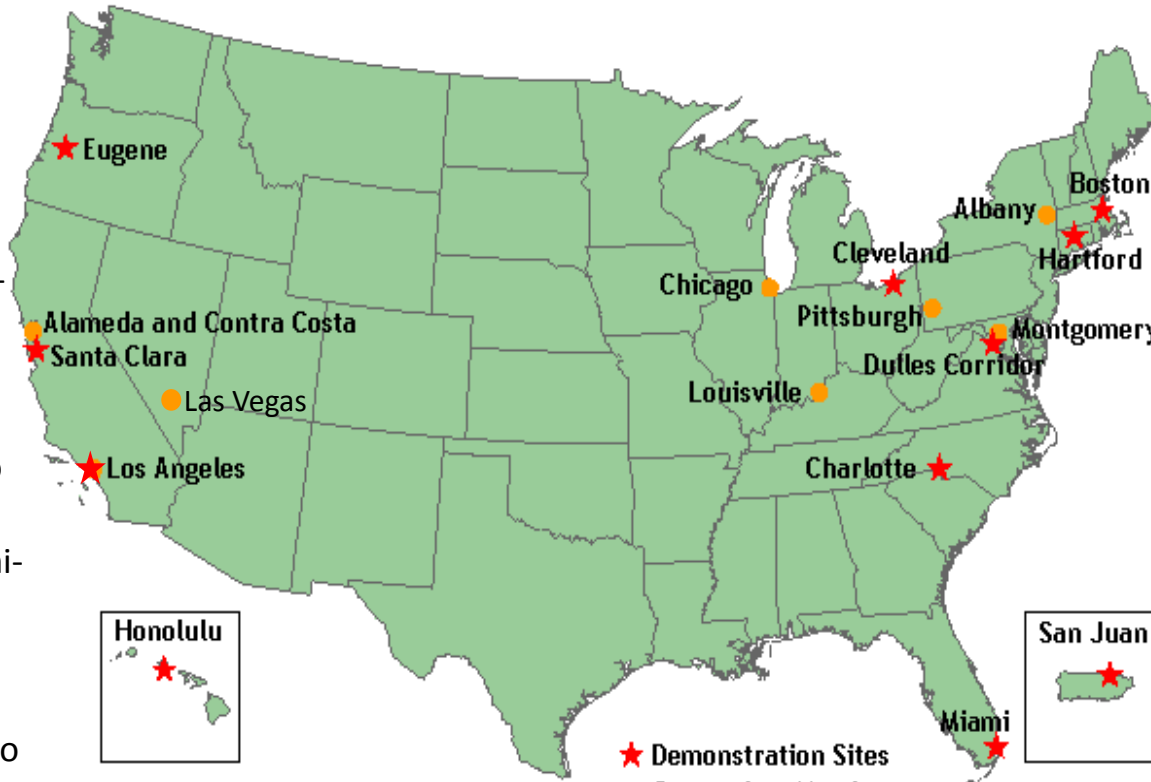 Eugene
Boston
Albany
Cleveland
Hartford
Chicago
Pittsburgh
Alameda and Contra Costa
Montgomery
Santa Clara
Dulles Corridor
Louisville
Las Vegas
Los Angeles
Charlotte
ni-
Honolulu
San Juan
Miami
o
Demonstration Sites